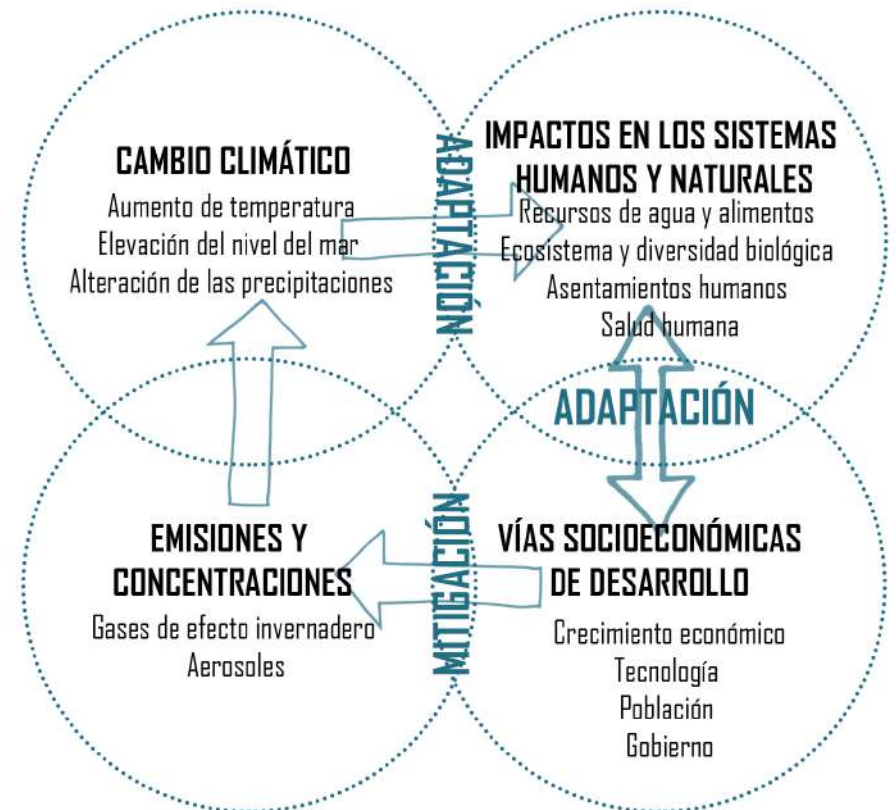 CAMBIO CLIMÁTICO
Aumento de temperatura
Elevación del nivel del mar
Alteración de las precipitaciones
ADAPTACIÓN
IMPACTOS EN LOS SISTEMAS
HUMANOS Y NATURALES
Recursos de agua y alimentos
Ecosistema y diversidad biológica
Asentamientos humanos
Salud humana
ADAPTACIÓN
EMISIONES Y
CONCENTRACIONES
Gases de efecto invernadero
Aerosoles
MITIGACIÓN
VÍAS SOCIOECONÓMICAS
DE DESARROLLO
Crecimiento económico
Tecnología
Población
Gobierno